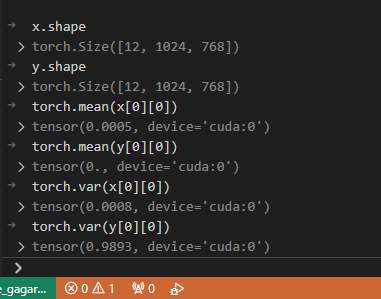 x.shape
torch.Size([12, 1024, 768])
y.shape
torch.Size([12, 1024, 768])
torch.mean(x[0][0])
tensor(0.0005, device='cuda:0')
torch.mean(y[0][0])
tensor(0., device='cuda:0')
torch.var(x[0][0])
tensor(0.0008, device='cuda:0')
torch.var(y[0][0])
tensor(0.9893, device='cuda:0')
e_gagar... 0 1 0